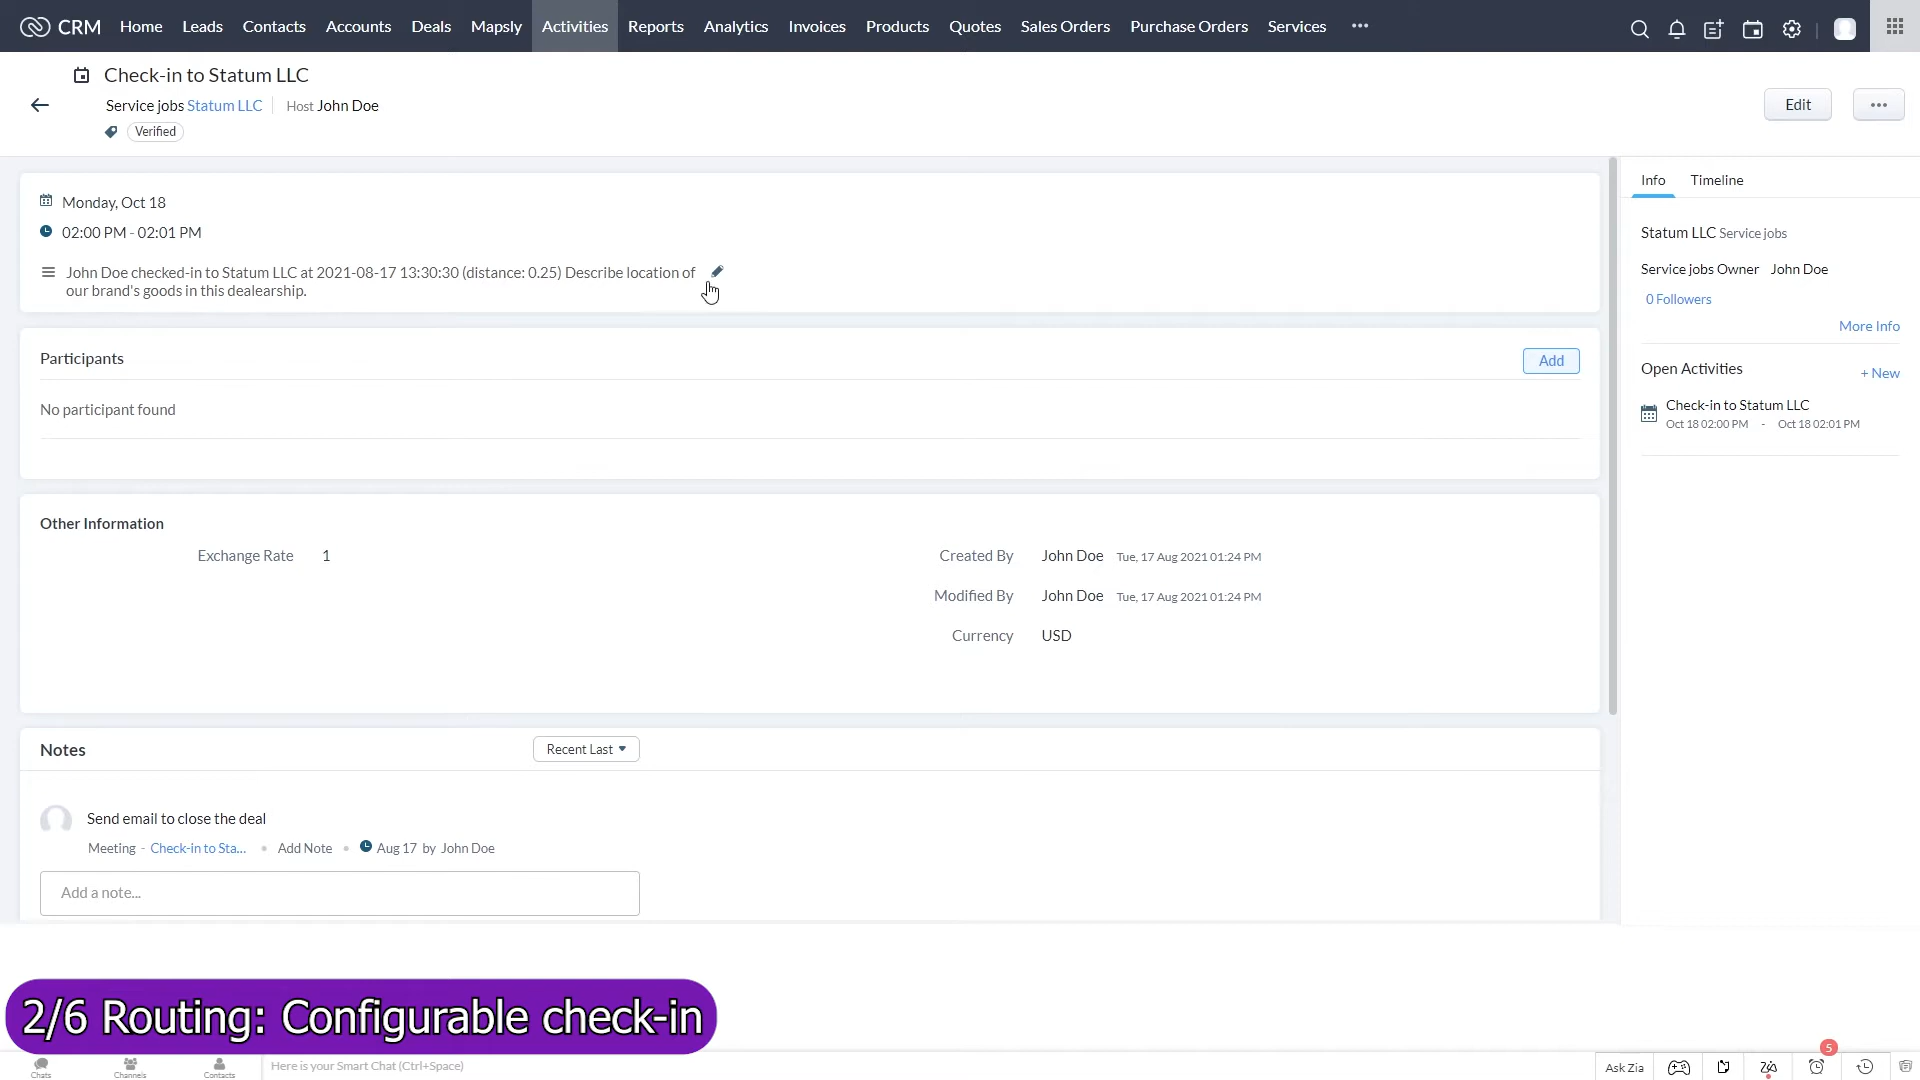 CRM Home Leads Contacts Accounts Deals Mapsly Activities Reports Analytics Invoices Products Quotes Sales Orders Purchase Orders Services •••
Check-in to Statum LLC
Service jobs Statum LLC Host John Doe
Verified
Edit •••
Monday, Oct 18
02:00 PM - 02:01 PM
John Doe checked-in to Statum LLC at 2021-08-17 13:30:30 (distance: 0.25) Describe location of
our brand's goods in this dealearship.
Participants
Add
No participant found
Other Information
Exchange Rate 1
Created By John Doe Tue, 17 Aug 2021 01:24 PM
Modified By John Doe Tue, 17 Aug 2021 01:24 PM
Currency USD
Notes
Recent Last
Send email to close the deal
Meeting - Check-in to Sta... • Add Note • Aug 17 by John Doe
Add a note...
Info Timeline
Statum LLC Service jobs
Service jobs Owner John Doe
0 Followers
More Info
Open Activities
+ New
Check-in to Statum LLC
Oct 18 02:00 PM - Oct 18 02:01 PM
2/6 Routing: Configurable check-in
Chats Channels Contacts
Here is your Smart Chat (Ctrl+Space)
Ask Zia
5